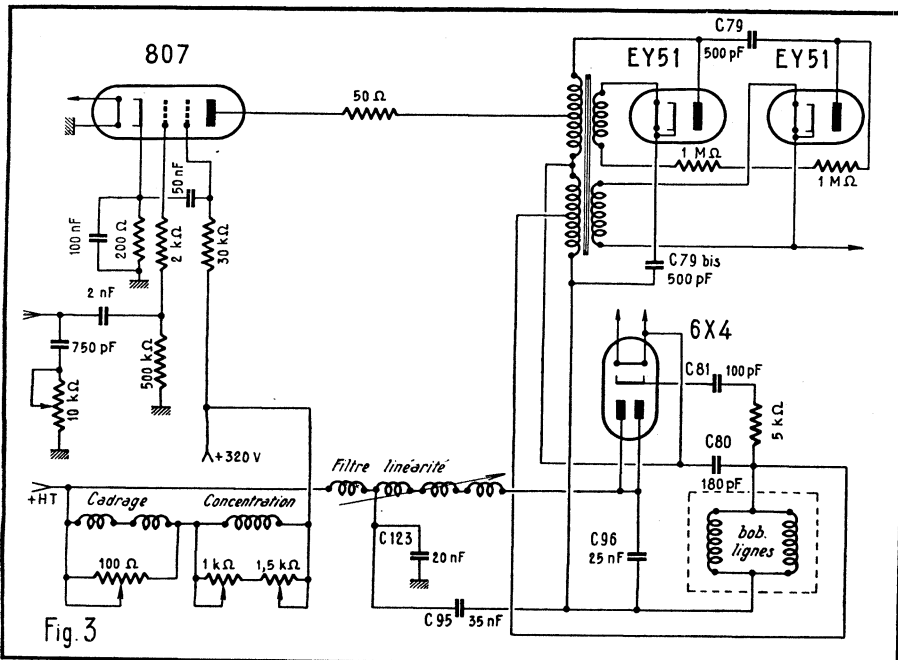 807
C79
500 pF
EY51
EY51
50 Ω
1 MΩ
1 MΩ
50 nF
100 nF
200 Ω
2 kΩ
30 kΩ
C79 bis
500 pF
2 nF
750 pF
10 kΩ
500 kΩ
6X4
C81
100 pF
5 kΩ
C80
180 pF
+320 V
Filtre linéarité
+HT
Cadrage
Concentration
bob.
lignes
C123
20 nF
C96
25 nF
100 Ω
1 kΩ
1,5 kΩ
C95
35 nF
Fig. 3